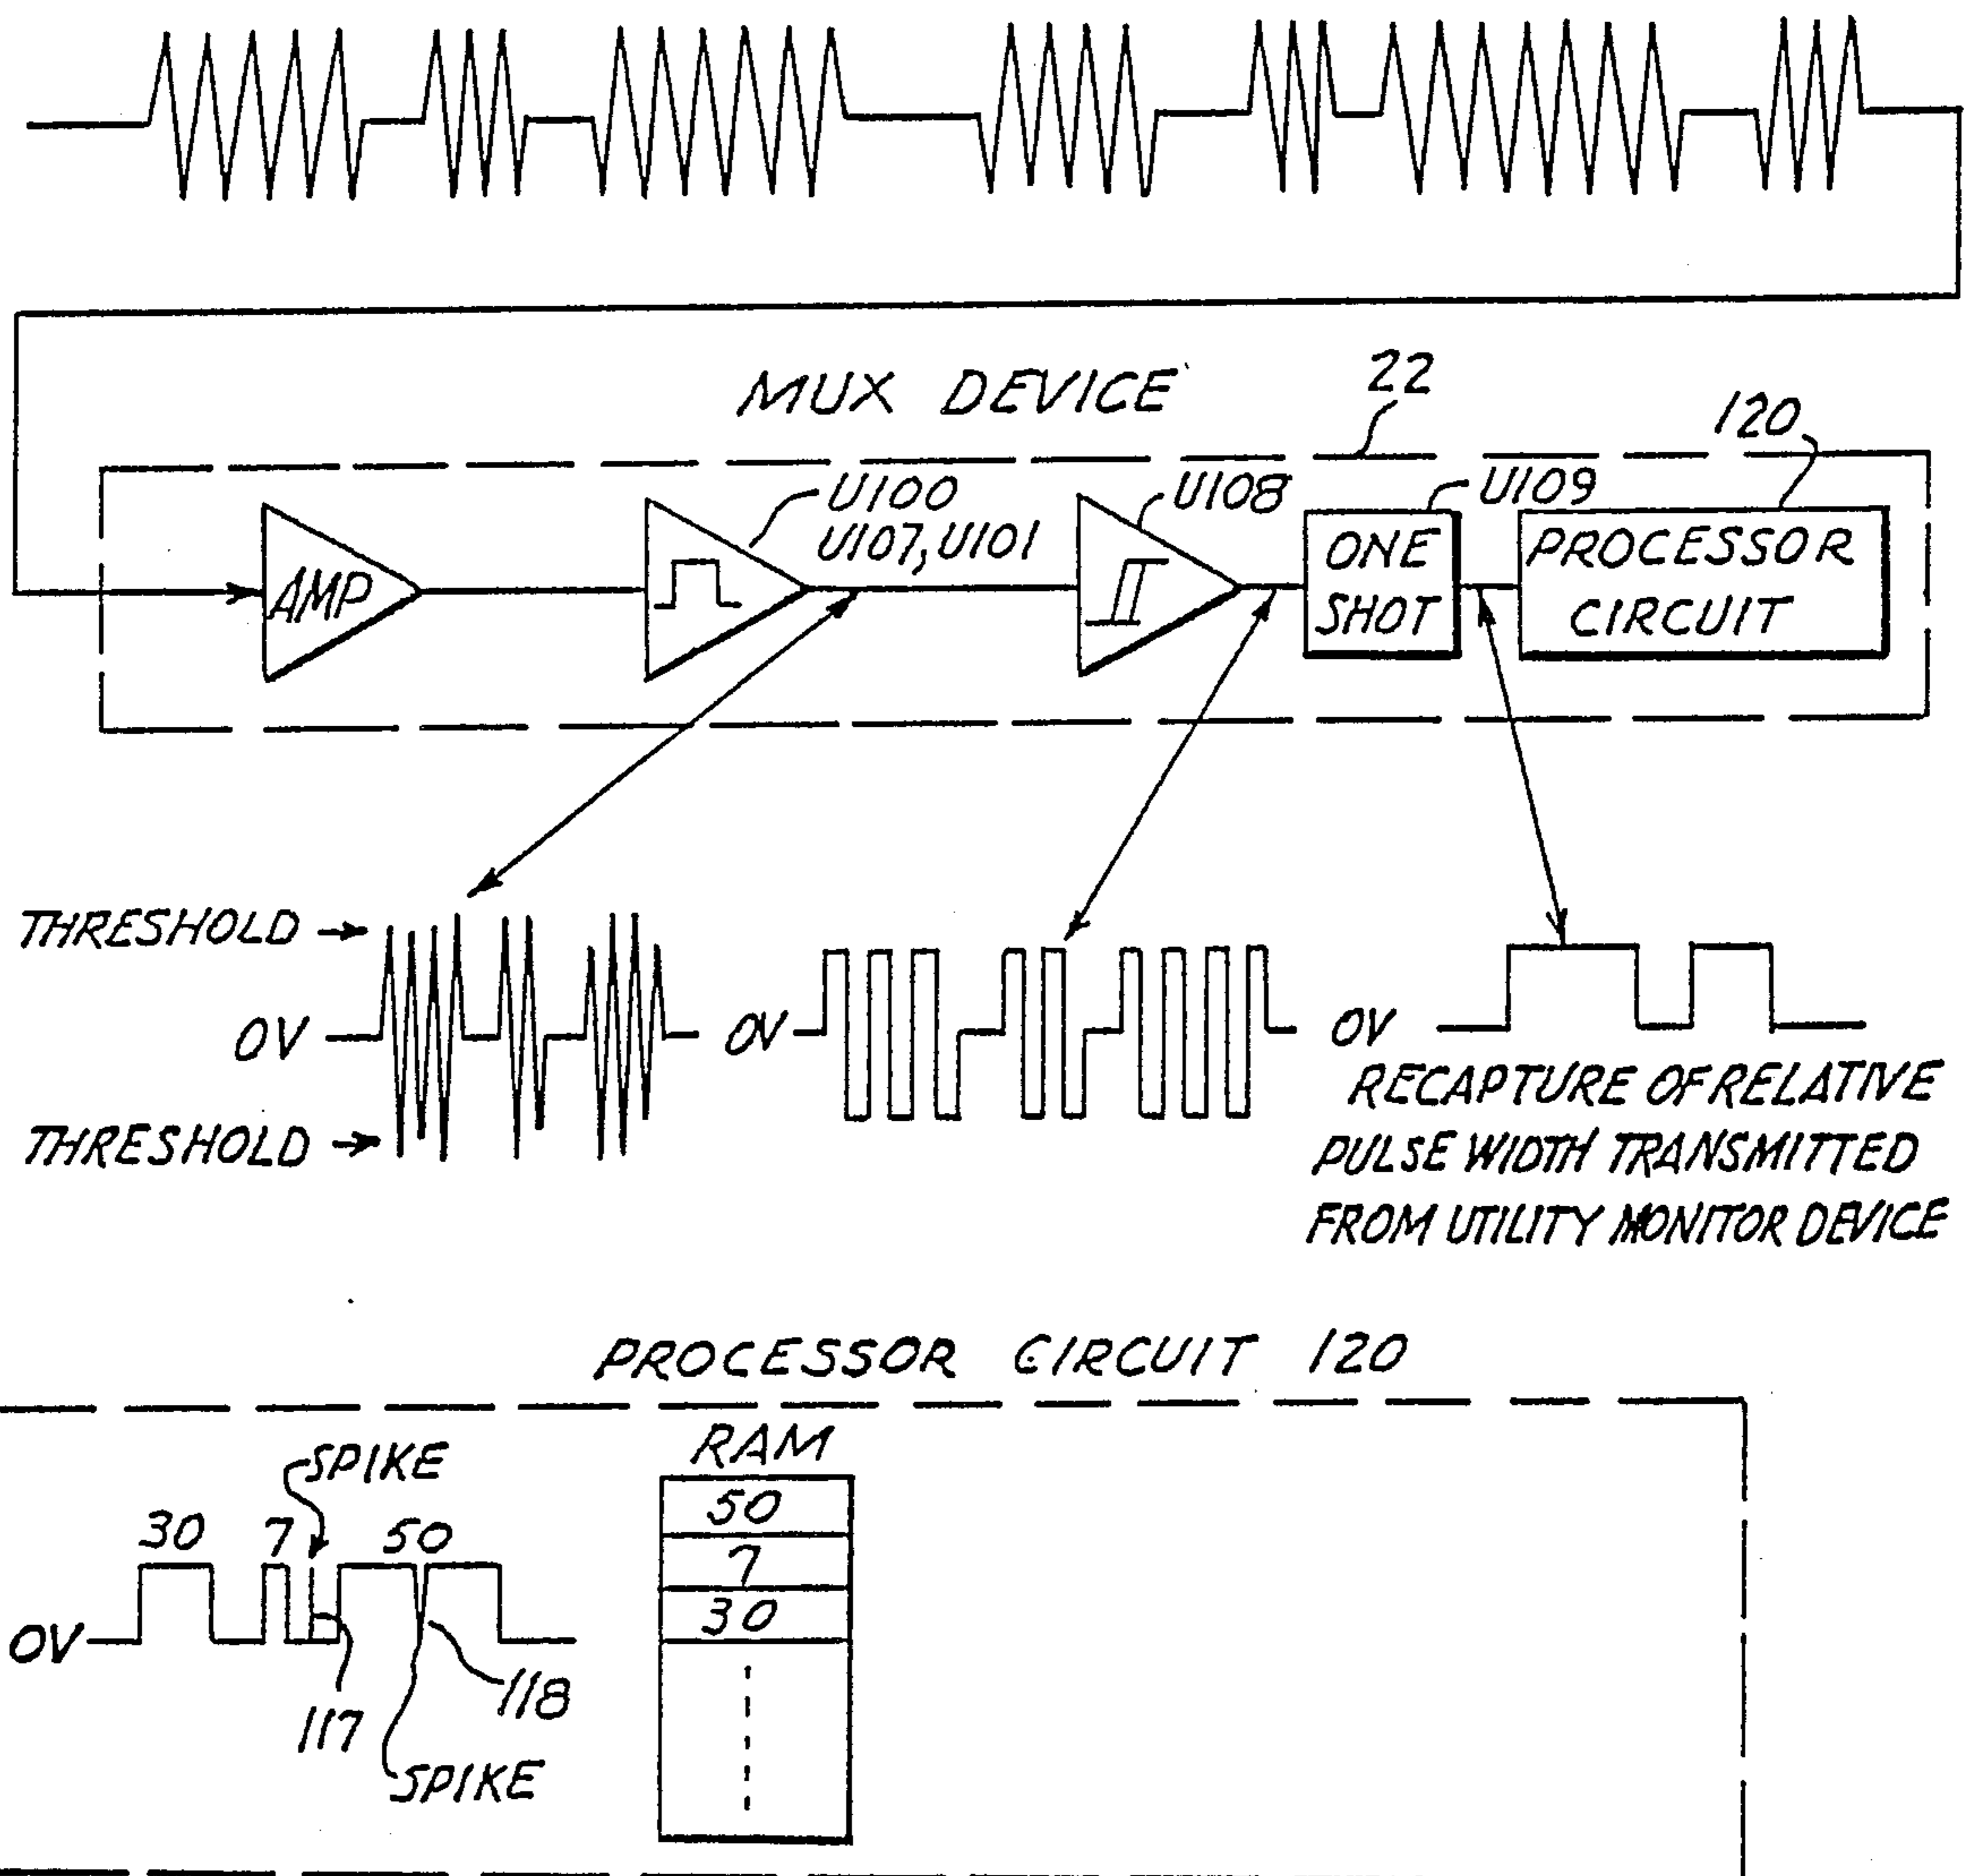 MUX DEVICE
22
120
U100
U107, U101
U108
U109
AMP
ONE
SHOT
PROCESSOR
CIRCUIT
THRESHOLD
0V
THRESHOLD
0V
0V
RECAPTURE OF RELATIVE
PULSE WIDTH TRANSMITTED
FROM UTILITY MONITOR DEVICE
PROCESSOR CIRCUIT 120
SPIKE
30 7 50
0V
117
118
SPIKE
RAM
50
7
30